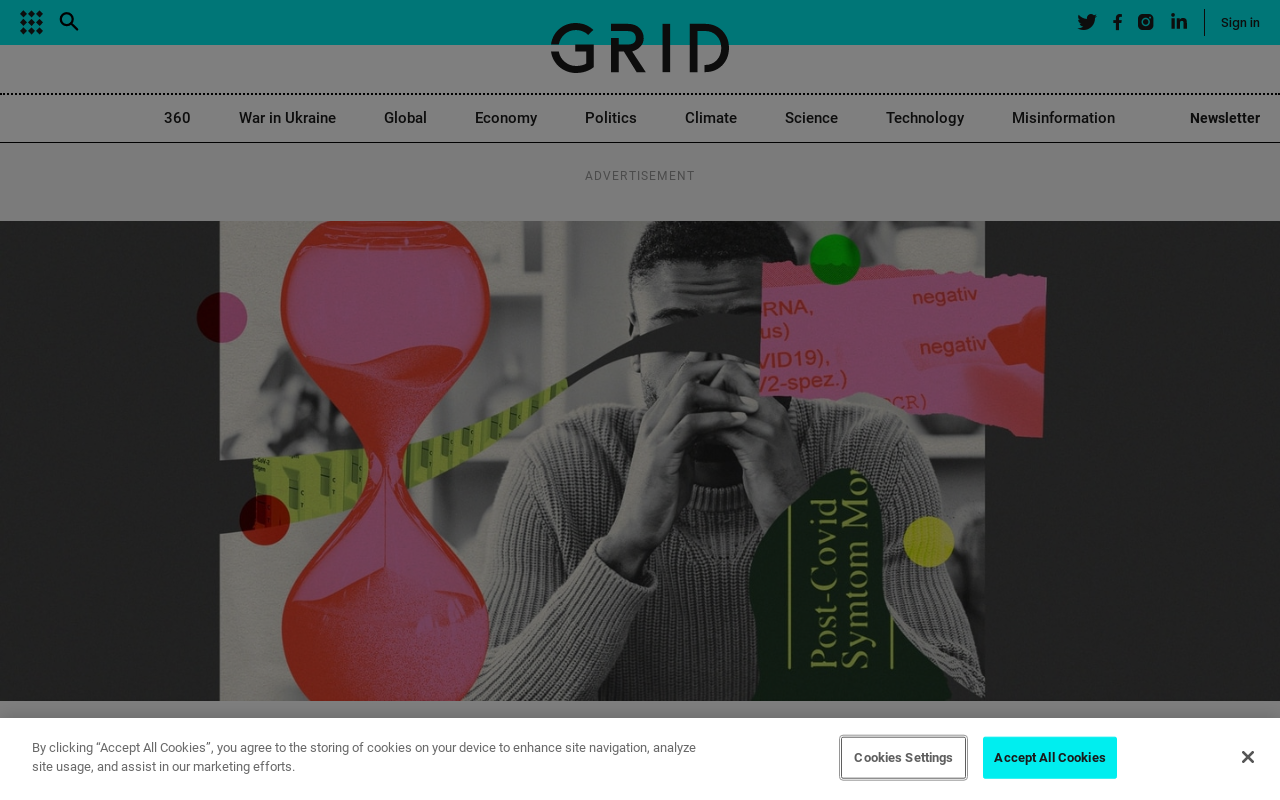 GRID
Sign in
360
War in Ukraine
Global
Economy
Politics
Climate
Science
Technology
Misinformation
Newsletter
ADVERTISEMENT
negativ
RNA,
us)
negativ
VID19),
V2-spez.)
CR)
Post-Covid
Symtom Mo
By clicking “Accept All Cookies”, you agree to the storing of cookies on your device to enhance site navigation, analyze
site usage, and assist in our marketing efforts.
Cookies Settings
Accept All Cookies